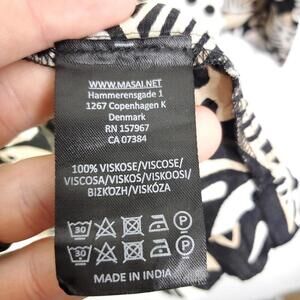 WWW.MASAI.NET
Hammerensgade 1
1267 Copenhagen K
Denmark
RN 157967
CA 07384
100% VISKOSE/VISCOSE/
VISCOSA/VISKOS/VISKOOSI/
ΒΙΣΚΟΖΗ/VISKÓZA
30 P
30 P
MADE IN INDIA